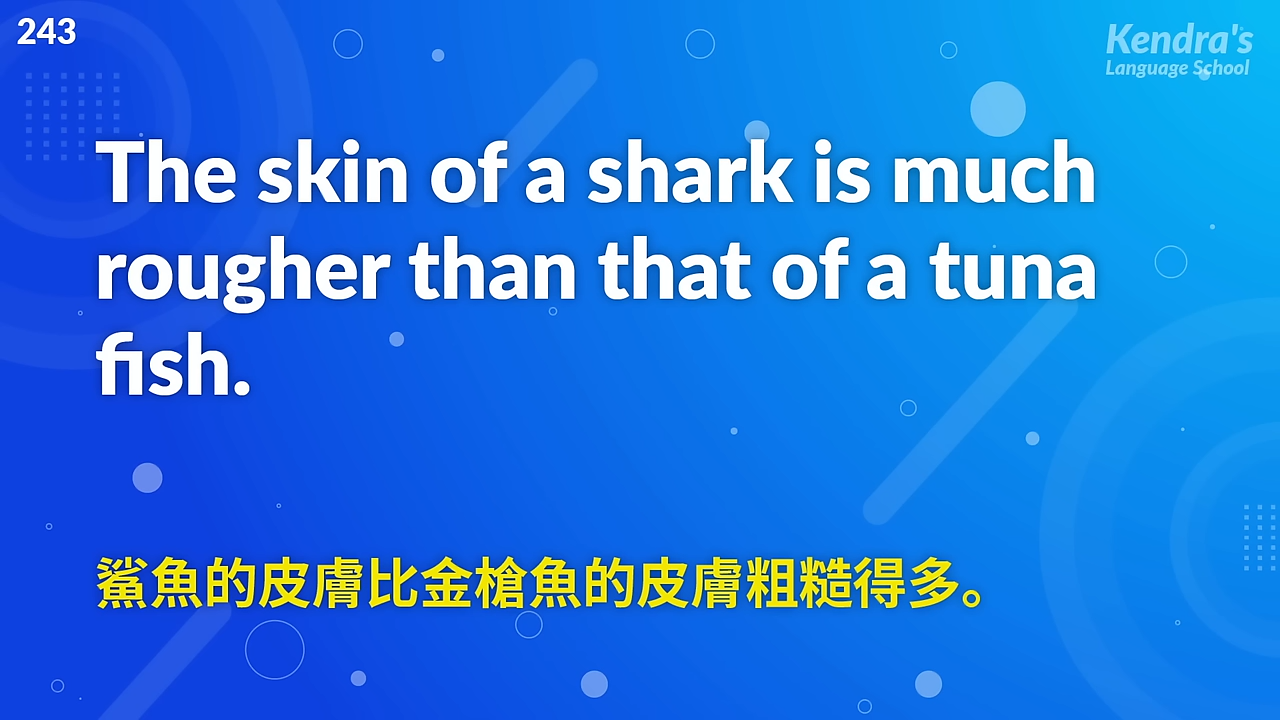 243
Kendra's
Language School
The skin of a shark is much
rougher than that of a tuna
fish.
鯊魚的皮膚比金槍魚的皮膚粗糙得多。